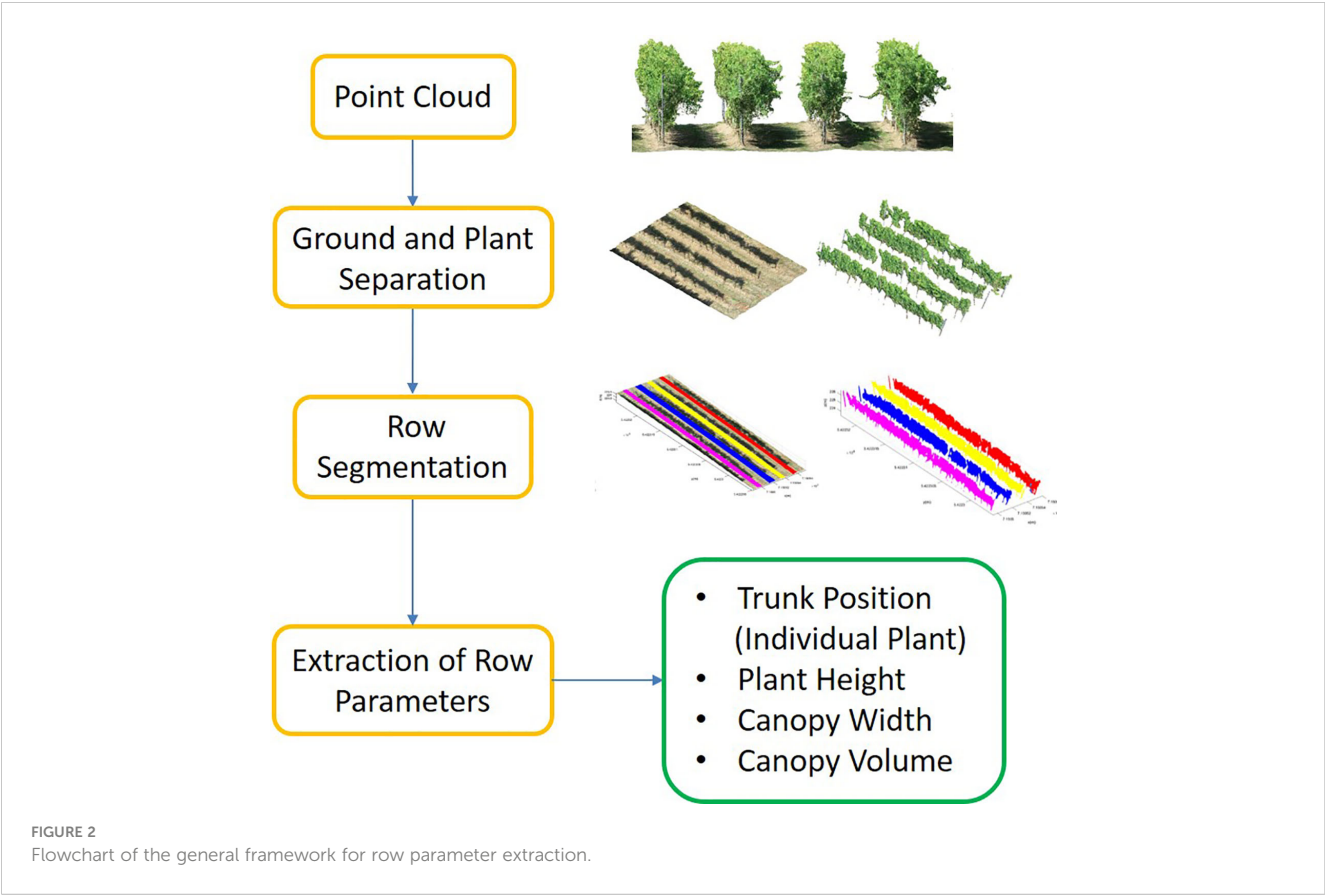 Point Cloud
Ground and Plant
Separation
Row
Segmentation
Extraction of Row
Parameters
• Trunk Position
(Individual Plant)
• Plant Height
• Canopy Width
• Canopy Volume
FIGURE 2
Flowchart of the general framework for row parameter extraction.